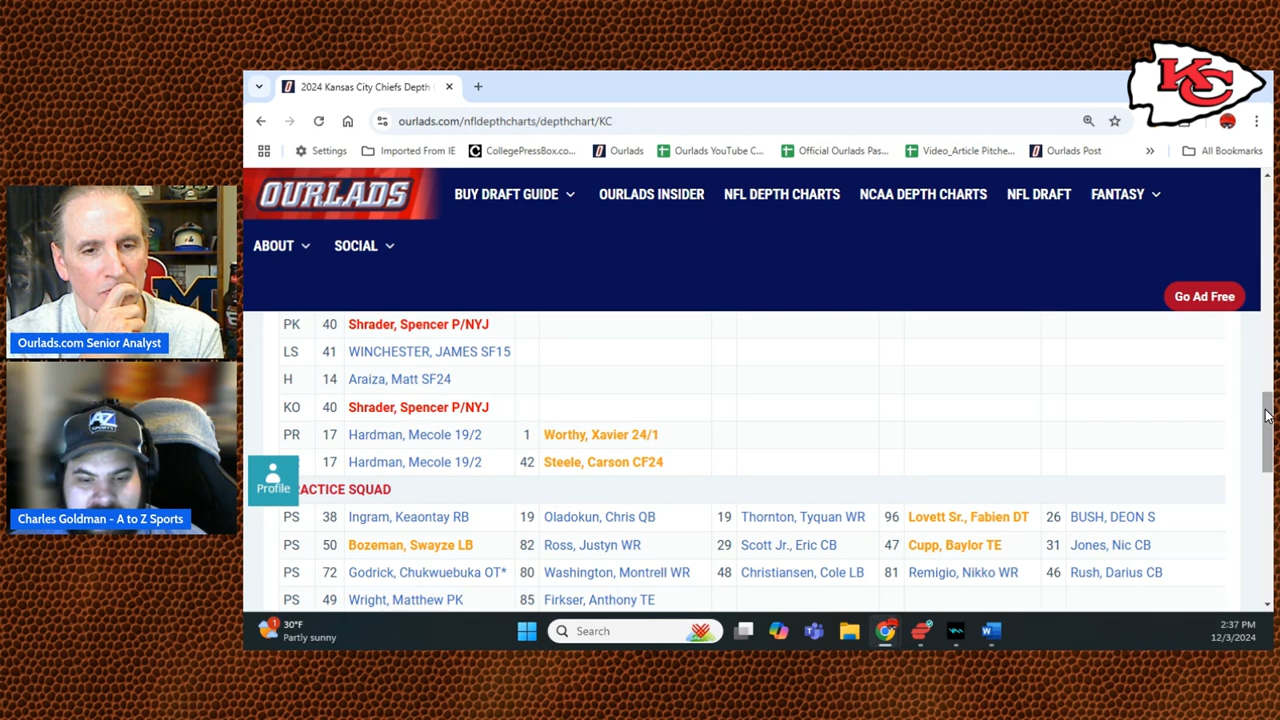 KC
2024 Kansas City Chiefs Depth
ourlads.com/nfldepthcharts/depthchart/KC
Settings Imported From IE CollegePressBox.co... Ourlads Ourlads YouTube C... Official Ourlads Pas... Video_Article Pitche... Ourlads Post » All Bookmarks
OURLADS BUY DRAFT GUIDE OURLADS INSIDER NFL DEPTH CHARTS NCAA DEPTH CHARTS NFL DRAFT FANTASY
ABOUT SOCIAL
Go Ad Free
PK 40 Shrader, Spencer P/NYJ
LS 41 WINCHESTER, JAMES SF15
H 14 Araiza, Matt SF24
KO 40 Shrader, Spencer P/NYJ
PR 17 Hardman, Mecole 19/2 1 Worthy, Xavier 24/1
17 Hardman, Mecole 19/2 42 Steele, Carson CF24
Profile
ACTICE SQUAD
PS 38 Ingram, Keaontay RB 19 Oladokun, Chris QB 19 Thornton, Tyquan WR 96 Lovett Sr., Fabien DT 26 BUSH, DEON S
PS 50 Bozeman, Swayze LB 82 Ross, Justyn WR 29 Scott Jr., Eric CB 47 Cupp, Baylor TE 31 Jones, Nic CB
PS 72 Godrick, Chukwuebuka OT* 80 Washington, Montrell WR 48 Christiansen, Cole LB 81 Remigio, Nikko WR 46 Rush, Darius CB
PS 49 Wright, Matthew PK 85 Firkser, Anthony TE
Ourlads.com Senior Analyst
M
AZ
SPORTS
Charles Goldman - A to Z Sports
1
30°F
Partly sunny
Search
2:37 PM
12/3/2024